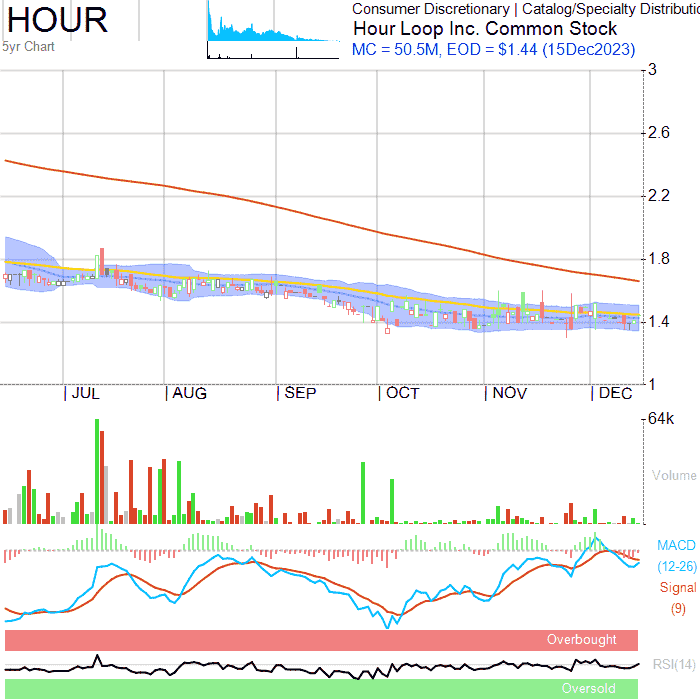 HOUR
5yr Chart
Consumer Discretionary | Catalog/Specialty Distributio
Hour Loop Inc. Common Stock
MC = 50.5M, EOD = $1.44 (15Dec2023)
3
2.6
2.2
1.8
1.4
1
JUL AUG SEP OCT NOV DEC
64k
Volume
MACD
(12-26)
Signal
(9)
Overbought
RSI(14)
Oversold